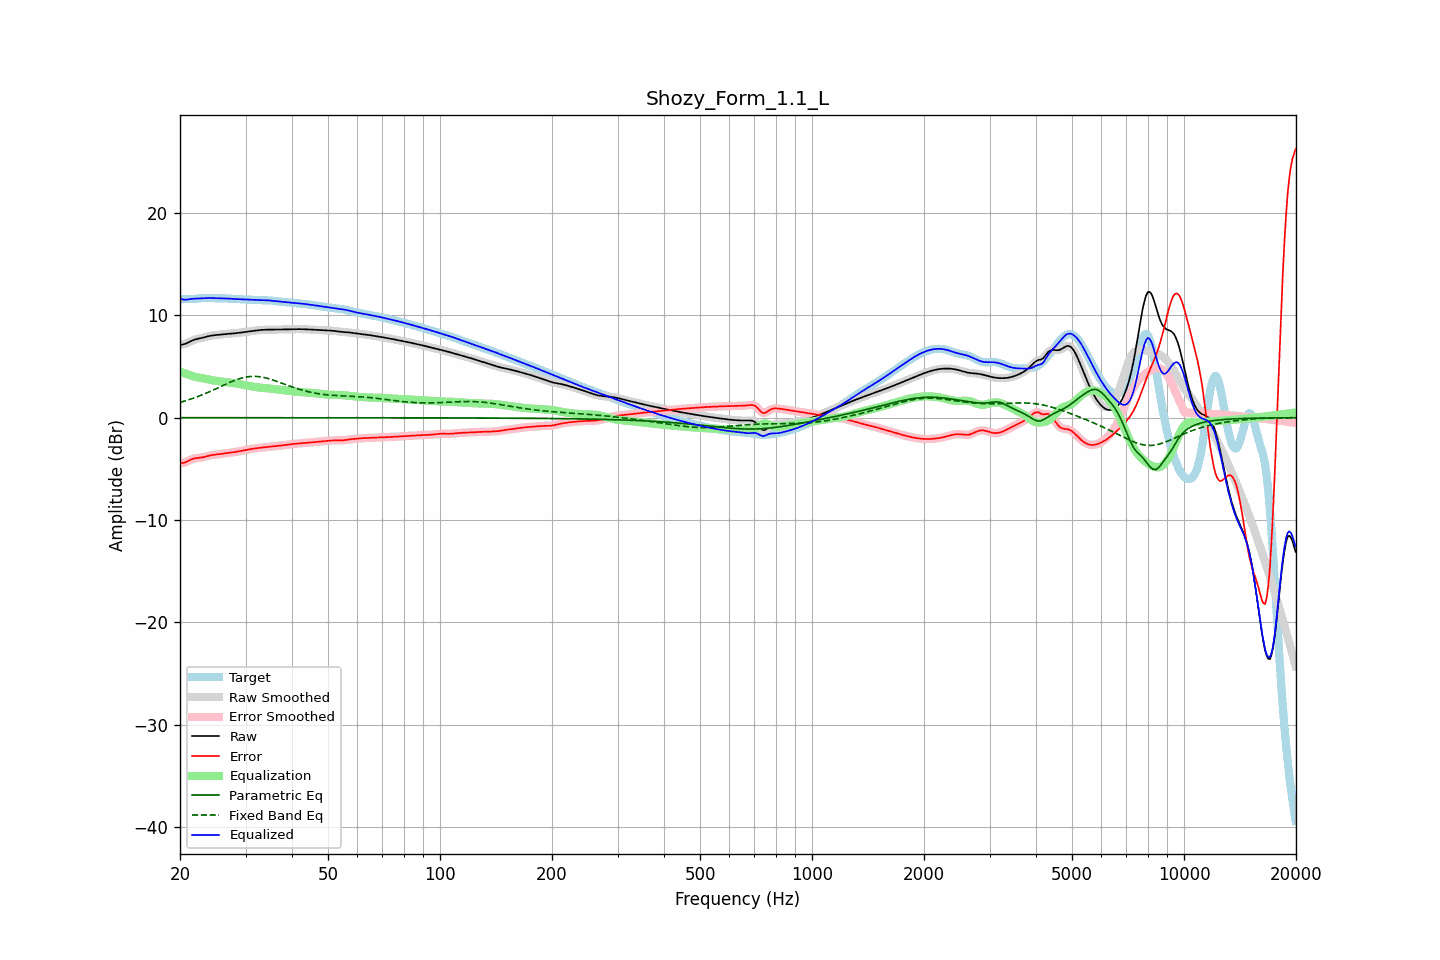 Shozy_Form_1.1_L
Amplitude (dBr)
20
10
0
−10
−20
−30
−40
Target
Raw Smoothed
Error Smoothed
Raw
Error
Equalization
Parametric Eq
Fixed Band Eq
Equalized
20
50
100
200
500
1000
2000
5000
10000
20000
Frequency (Hz)